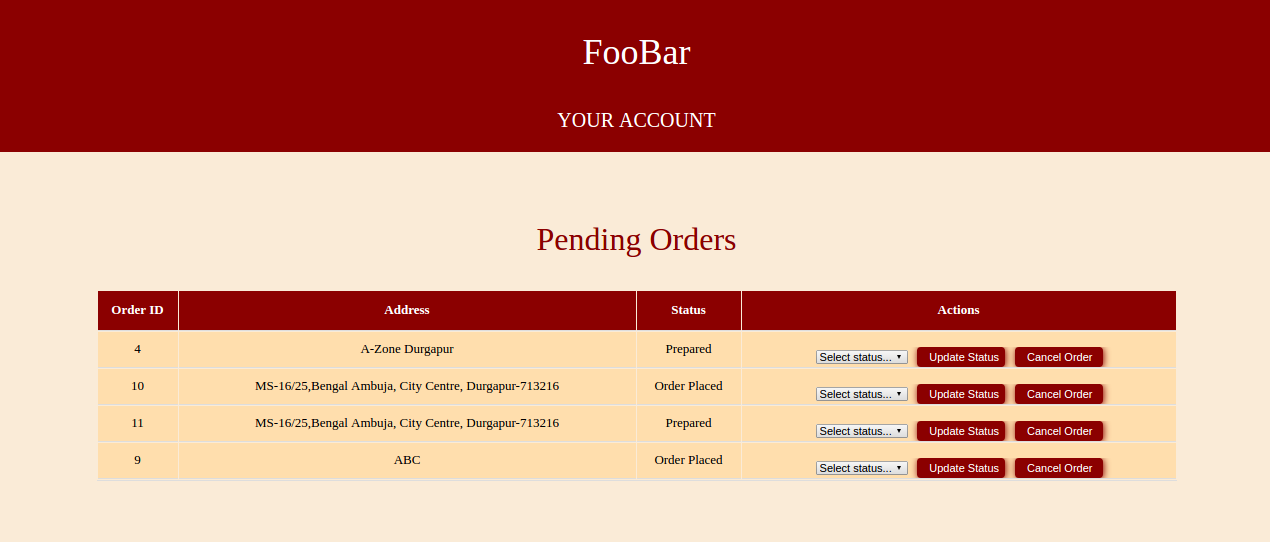 FooBar
YOUR ACCOUNT
Pending Orders
Order ID Address Status Actions
4 A-Zone Durgapur Prepared Select status... Update Status Cancel Order
10 MS-16/25,Bengal Ambuja, City Centre, Durgapur-713216 Order Placed Select status... Update Status Cancel Order
11 MS-16/25,Bengal Ambuja, City Centre, Durgapur-713216 Prepared Select status... Update Status Cancel Order
9 ABC Order Placed Select status... Update Status Cancel Order